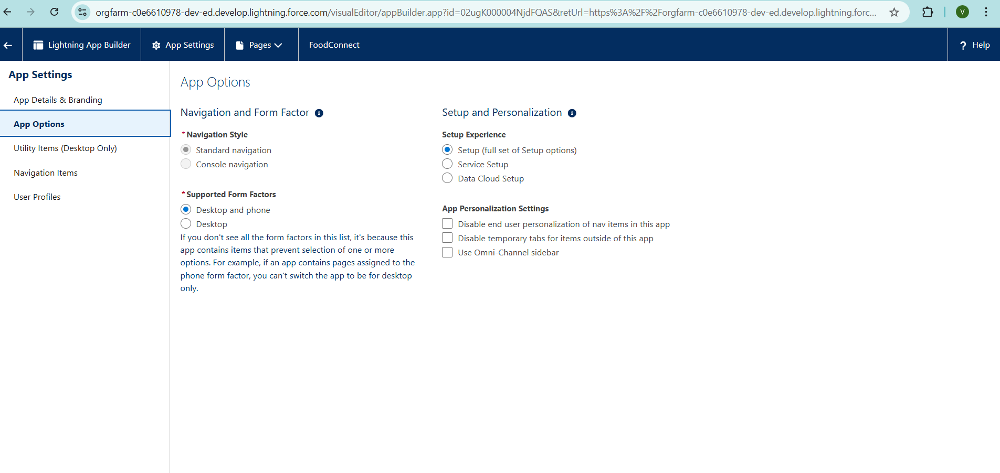 orgfarm-c0e6610978-dev-ed.develop.lightning.force.com/visualEditor/appBuilder.app?id=02ugK000004NjdFQAS&retUrl=https%3A%2F%2Forgfarm-c0e6610978-dev-ed.develop.lightning.forc...
V
Lightning App Builder
App Settings
Pages
FoodConnect
? Help
App Settings
App Details & Branding
App Options
Utility Items (Desktop Only)
Navigation Items
User Profiles
App Options
Navigation and Form Factor
*Navigation Style
Standard navigation
Console navigation
*Supported Form Factors
Desktop and phone
Desktop
If you don't see all the form factors in this list, it's because this
app contains items that prevent selection of one or more
options. For example, if an app contains pages assigned to the
phone form factor, you can't switch the app to be for desktop
only.
Setup and Personalization
Setup Experience
Setup (full set of Setup options)
Service Setup
Data Cloud Setup
App Personalization Settings
Disable end user personalization of nav items in this app
Disable temporary tabs for items outside of this app
Use Omni-Channel sidebar